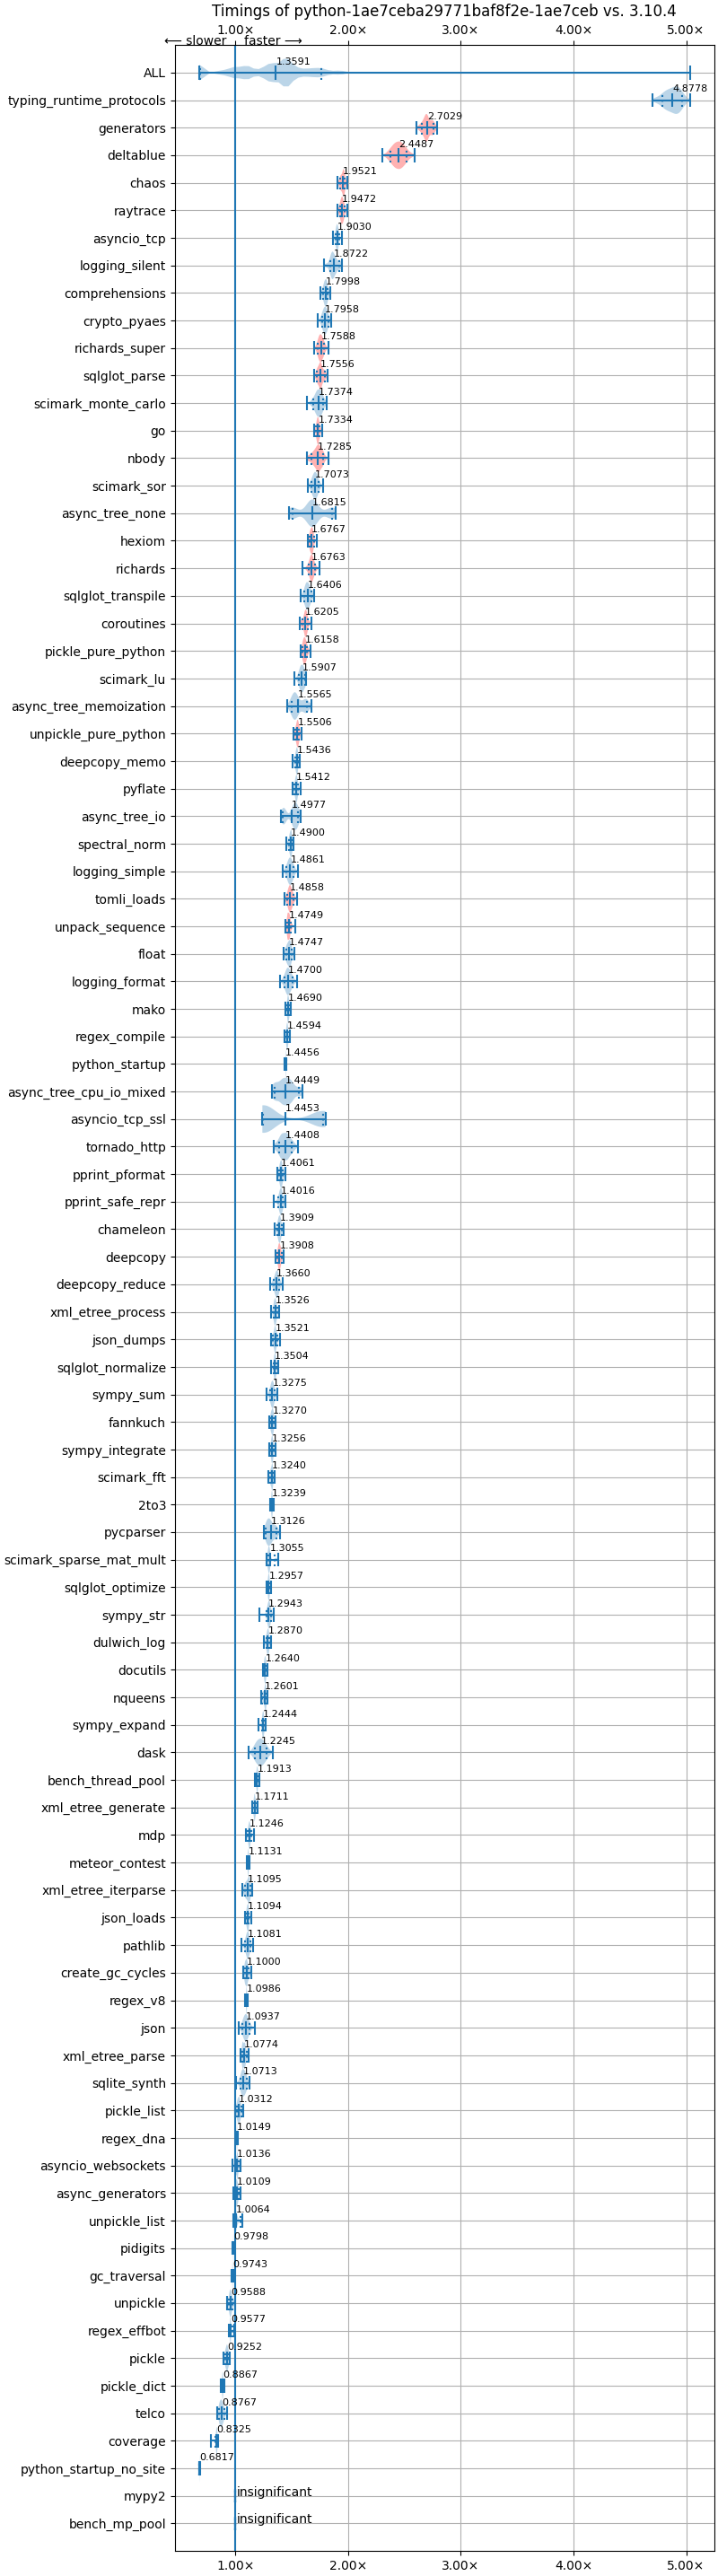 Timings of python-1ae7ceba29771baf8f2e-1ae7ceb vs. 3.10.4
1.00× 2.00× 3.00× 4.00× 5.00×
⟵ slower faster ⟶
ALL 1.3591
typing_runtime_protocols 4.8778
generators 2.7029
deltablue 2.4487
chaos 1.9521
raytrace 1.9472
asyncio_tcp 1.9030
logging_silent 1.8722
comprehensions 1.7998
crypto_pyaes 1.7958
richards_super 1.7588
sqlglot_parse 1.7556
scimark_monte_carlo 1.7374
go 1.7334
nbody 1.7285
scimark_sor 1.7073
async_tree_none 1.6815
hexiom 1.6767
richards 1.6763
sqlglot_transpile 1.6406
coroutines 1.6205
pickle_pure_python 1.6158
scimark_lu 1.5907
async_tree_memoization 1.5565
unpickle_pure_python 1.5506
deepcopy_memo 1.5436
pyflate 1.5412
async_tree_io 1.4977
spectral_norm 1.4900
logging_simple 1.4861
tomli_loads 1.4858
unpack_sequence 1.4749
float 1.4747
logging_format 1.4700
mako 1.4690
regex_compile 1.4594
python_startup 1.4456
async_tree_cpu_io_mixed 1.4449
asyncio_tcp_ssl 1.4453
tornado_http 1.4408
pprint_pformat 1.4061
pprint_safe_repr 1.4016
chameleon 1.3909
deepcopy 1.3908
deepcopy_reduce 1.3660
xml_etree_process 1.3526
json_dumps 1.3521
sqlglot_normalize 1.3504
sympy_sum 1.3275
fannkuch 1.3270
sympy_integrate 1.3256
scimark_fft 1.3240
2to3 1.3239
pycparser 1.3126
scimark_sparse_mat_mult 1.3055
sqlglot_optimize 1.2957
sympy_str 1.2943
dulwich_log 1.2870
docutils 1.2640
nqueens 1.2601
sympy_expand 1.2444
dask 1.2245
bench_thread_pool 1.1913
xml_etree_generate 1.1711
mdp 1.1246
meteor_contest 1.1131
xml_etree_iterparse 1.1095
json_loads 1.1094
pathlib 1.1081
create_gc_cycles 1.1000
regex_v8 1.0986
json 1.0937
xml_etree_parse 1.0774
sqlite_synth 1.0713
pickle_list 1.0312
regex_dna 1.0149
asyncio_websockets 1.0136
async_generators 1.0109
unpickle_list 1.0064
pidigits 0.9798
gc_traversal 0.9743
unpickle 0.9588
regex_effbot 0.9577
pickle 0.9252
pickle_dict 0.8867
telco 0.8767
coverage 0.8325
python_startup_no_site 0.6817
mypy2 insignificant
bench_mp_pool insignificant
1.00× 2.00× 3.00× 4.00× 5.00×